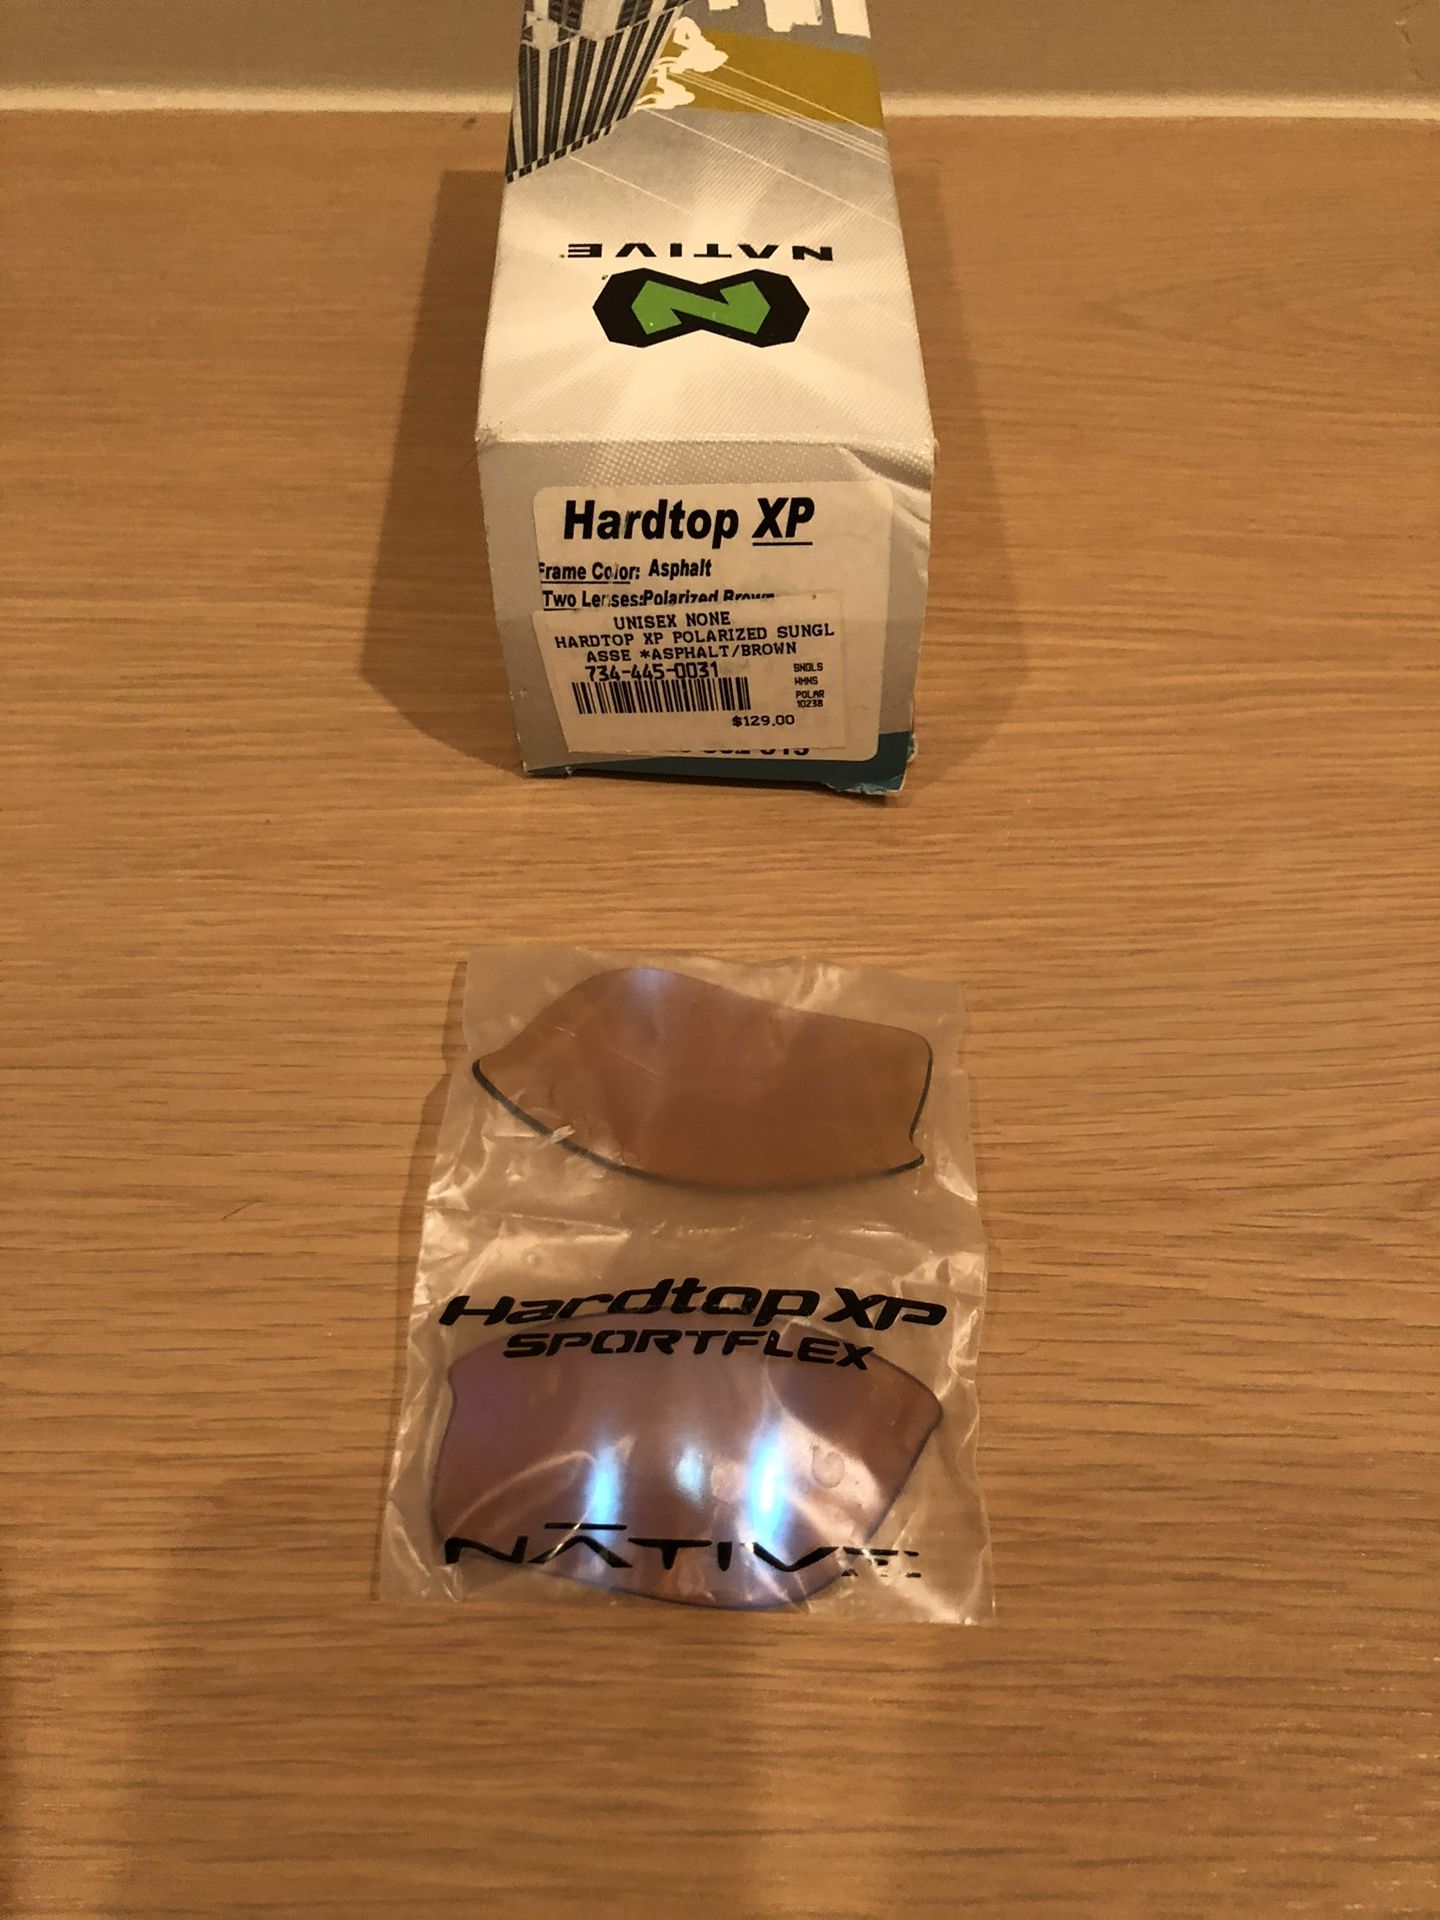 NATIVE
Hardtop XP
Frame Color: Asphalt
Two Lenses:Polarized Brown
UNISEX NONE
HARDTOP XP POLARIZED SUNGL
ASSE *ASPHALT/BROWN
734-445-0031
SNGLS
WMNS
POLAR
10238
$129.00
Hardtop XP
SPORTFLEX
NATIVE